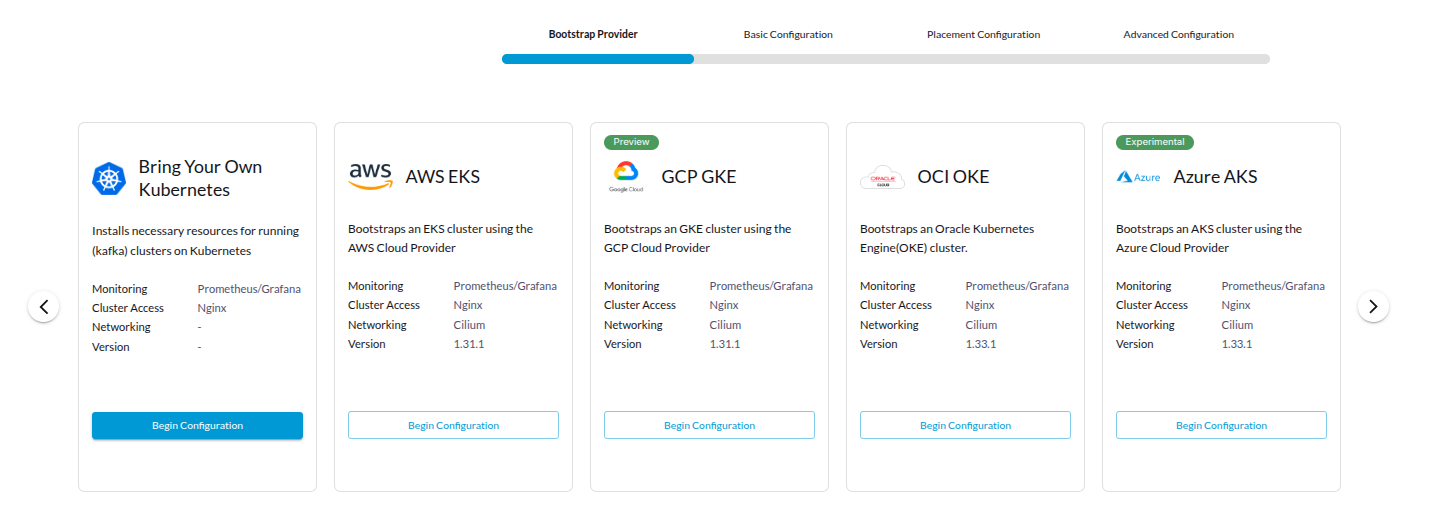 Bootstrap Provider
Basic Configuration
Placement Configuration
Advanced Configuration
Bring Your Own
Kubernetes
Installs necessary resources for running
(kafka) clusters on Kubernetes
Monitoring Prometheus/Grafana
Cluster Access Nginx
Networking -
Version -
Begin Configuration
aws
AWS EKS
Bootstraps an EKS cluster using the
AWS Cloud Provider
Monitoring Prometheus/Grafana
Cluster Access Nginx
Networking Cilium
Version 1.31.1
Begin Configuration
Preview
Google Cloud
GCP GKE
Bootstraps an GKE cluster using the
GCP Cloud Provider
Monitoring Prometheus/Grafana
Cluster Access Nginx
Networking Cilium
Version 1.31.1
Begin Configuration
ORACLE
CLOUD
OCI OKE
Bootstraps an Oracle Kubernetes
Engine(OKE) cluster.
Monitoring Prometheus/Grafana
Cluster Access Nginx
Networking Cilium
Version 1.33.1
Begin Configuration
Experimental
Azure
Azure AKS
Bootstraps an AKS cluster using the
Azure Cloud Provider
Monitoring Prometheus/Grafana
Cluster Access Nginx
Networking Cilium
Version 1.33.1
Begin Configuration